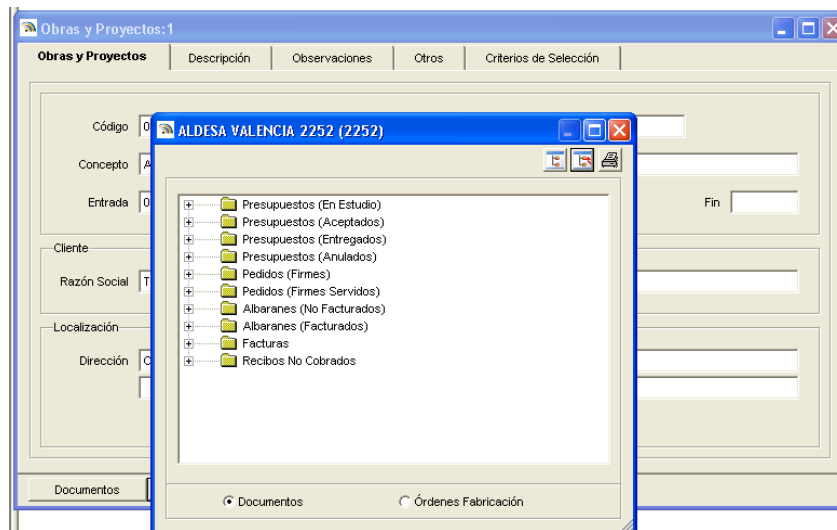 Obras y Proyectos:1
Obras y Proyectos Descripción Observaciones Otros Criterios de Selección
Código 0
ALDESA VALENCIA 2252 (2252)
Concepto A
Entrada 0 Fin
Cliente
Razón Social T
Localización
Dirección C
Presupuestos (En Estudio)
Presupuestos (Aceptados)
Presupuestos (Entregados)
Presupuestos (Anulados)
Pedidos (Firmes)
Pedidos (Firmes Servidos)
Albaranes (No Facturados)
Albaranes (Facturados)
Facturas
Recibos No Cobrados
Documentos
Documentos Órdenes Fabricación